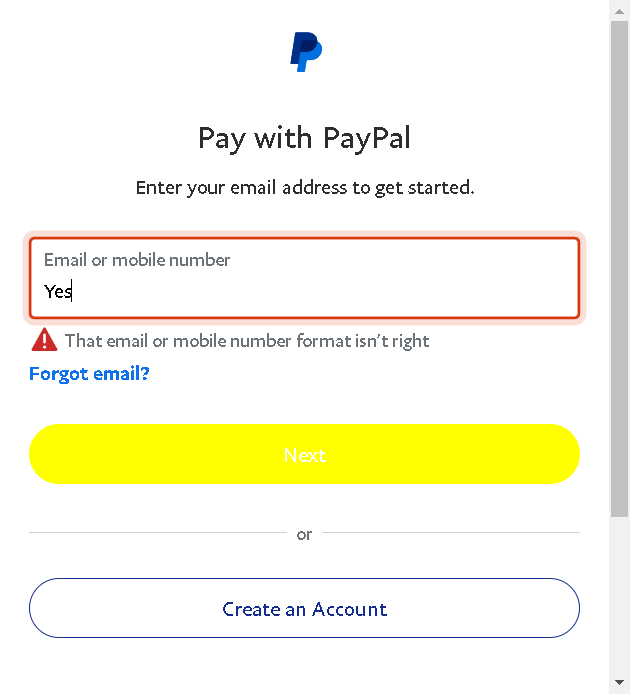 Pay with PayPal
Enter your email address to get started.
Email or mobile number
Yes
That email or mobile number format isn't right
Forgot email?
Next
or
Create an Account